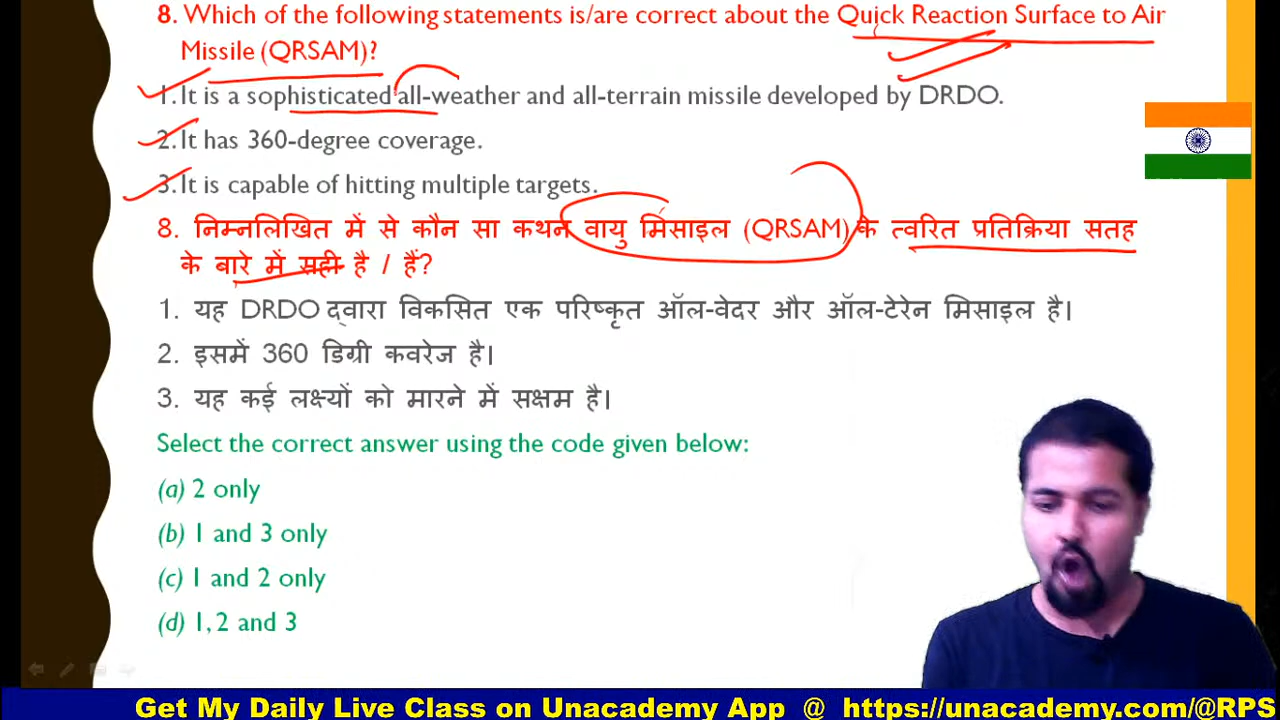 8. Which of the following statements is/are correct about the Quick Reaction Surface to Air
Missile (QRSAM)?
1. It is a sophisticated all-weather and all-terrain missile developed by DRDO.
2. It has 360-degree coverage.
3. It is capable of hitting multiple targets.
8. निम्नलिखित में से कौन सा कथन वायु मिसाइल (QRSAM) के त्वरित प्रतिक्रिया सतह
के बारे में सही है / हैं?
1. यह DRDO द्वारा विकसित एक परिष्कृत ऑल-वेदर और ऑल-टेरेन मिसाइल है।
2. इसमें 360 डिग्री कवरेज है।
3. यह कई लक्ष्यों को मारने में सक्षम है।
Select the correct answer using the code given below:
(a) 2 only
(b) 1 and 3 only
(c) 1 and 2 only
(d) 1, 2 and 3
Get My Daily Live Class on Unacademy App @ https://unacademy.com/@RPS